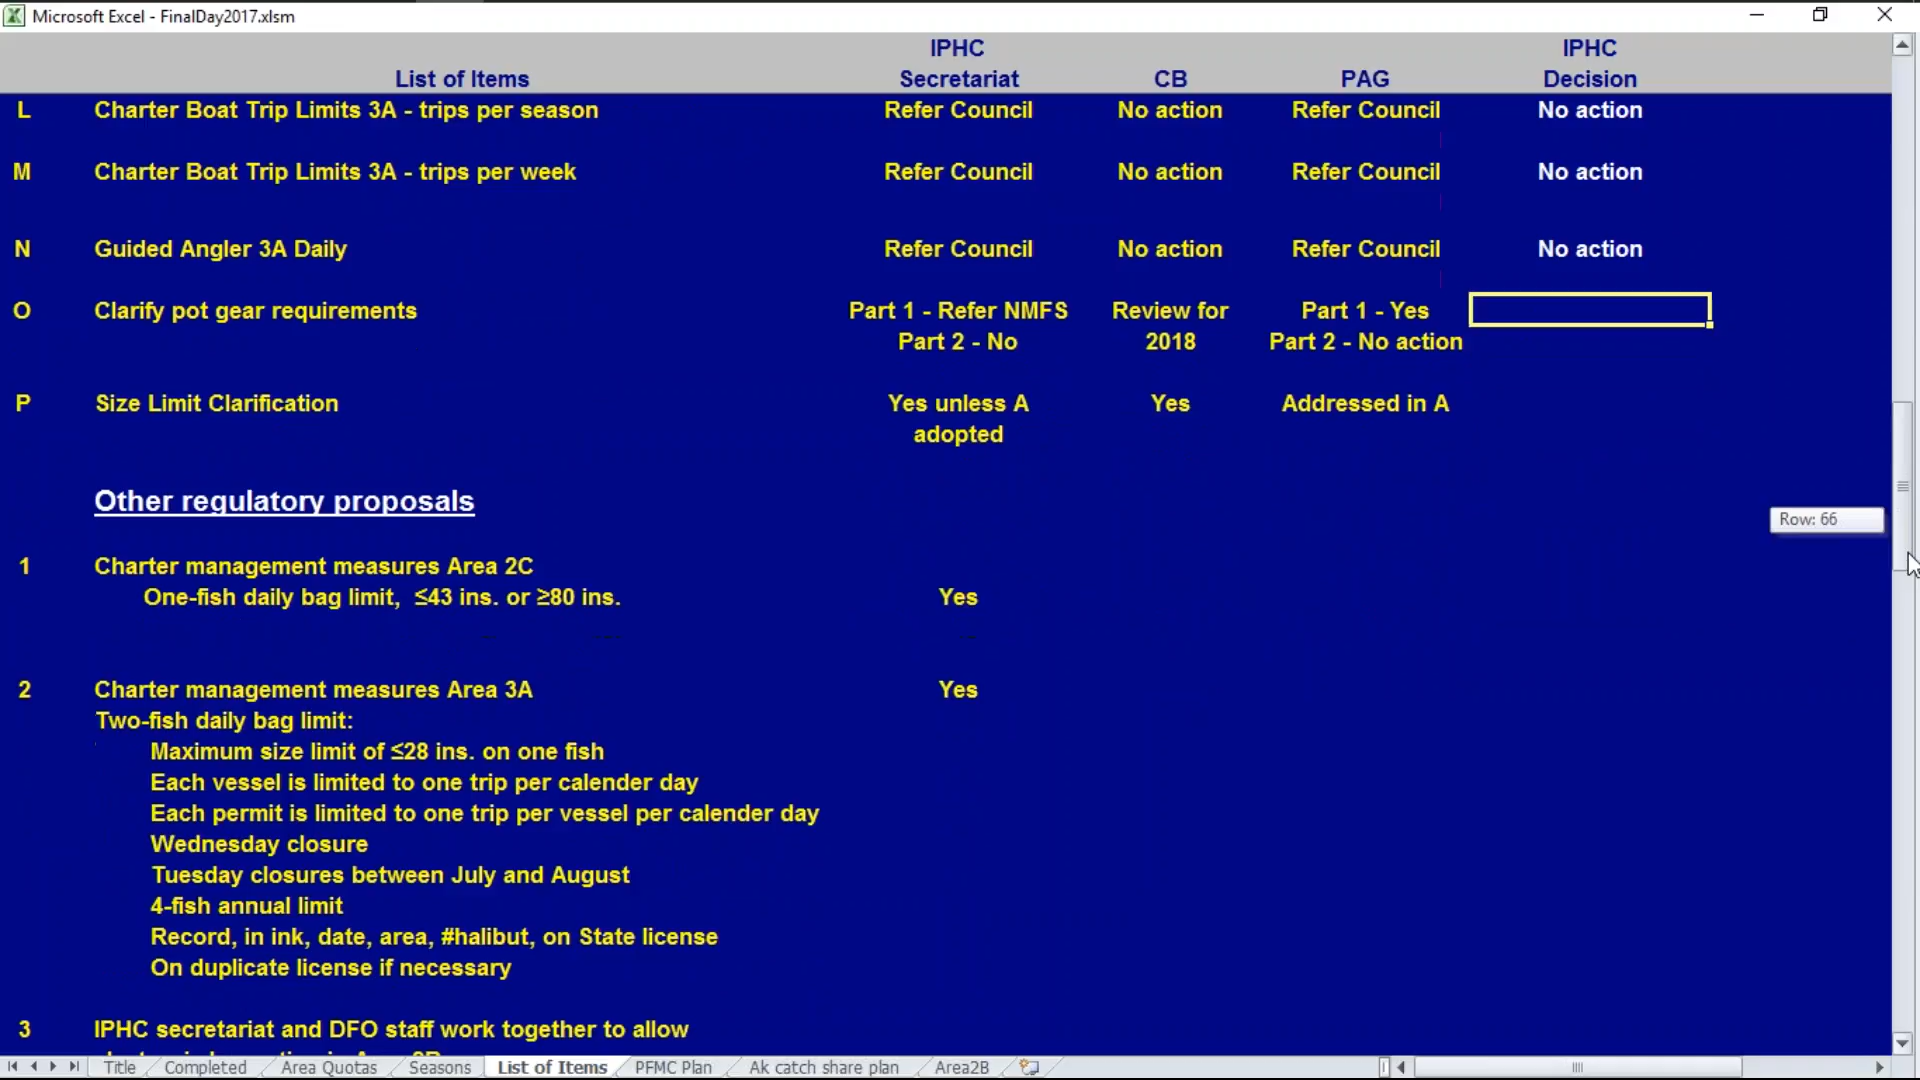 Microsoft Excel - FinalDay2017.xlsm
IPHC IPHC
List of Items Secretariat CB PAG Decision
L Charter Boat Trip Limits 3A - trips per season Refer Council No action Refer Council No action
M Charter Boat Trip Limits 3A - trips per week Refer Council No action Refer Council No action
N Guided Angler 3A Daily Refer Council No action Refer Council No action
O Clarify pot gear requirements Part 1 - Refer NMFS Review for Part 1 - Yes
Part 2 - No 2018 Part 2 - No action
P Size Limit Clarification Yes unless A Yes Addressed in A
adopted
Other regulatory proposals
Row: 66
1 Charter management measures Area 2C
One-fish daily bag limit, ≤43 ins. or ≥80 ins. Yes
2 Charter management measures Area 3A Yes
Two-fish daily bag limit:
Maximum size limit of ≤28 ins. on one fish
Each vessel is limited to one trip per calender day
Each permit is limited to one trip per vessel per calender day
Wednesday closure
Tuesday closures between July and August
4-fish annual limit
Record, in ink, date, area, #halibut, on State license
On duplicate license if necessary
3 IPHC secretariat and DFO staff work together to allow
Title Completed Area Quotas Seasons List of Items PFMC Plan Ak catch share plan Area2B